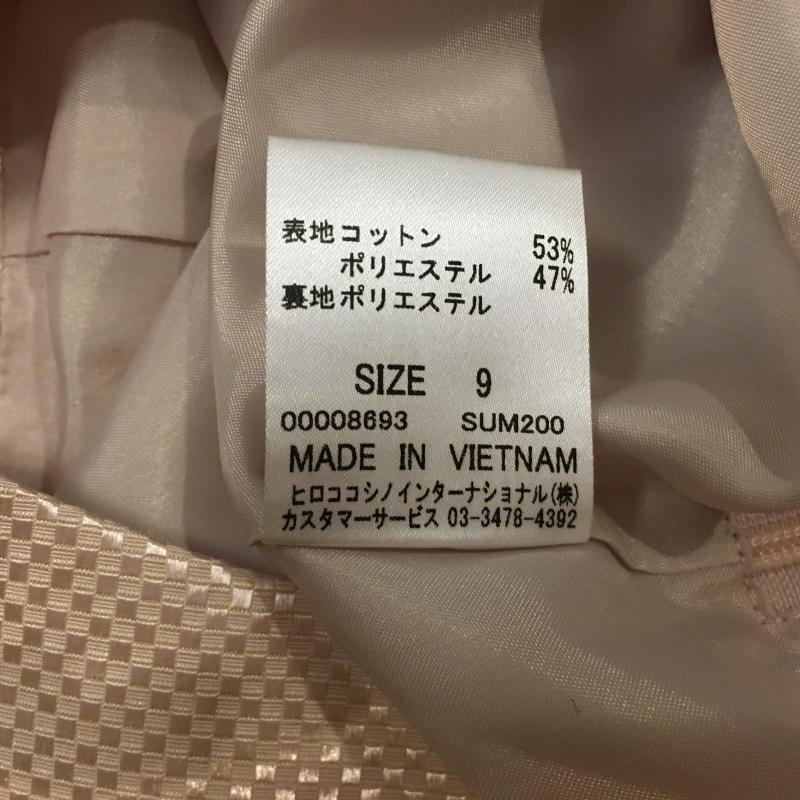 表地コットン 53%
ポリエステル 47%
裏地ポリエステル
SIZE 9
00008693 SUM200
MADE IN VIETNAM
ヒロココシノインターナショナル(株)
カスタマーサービス 03-3478-4392